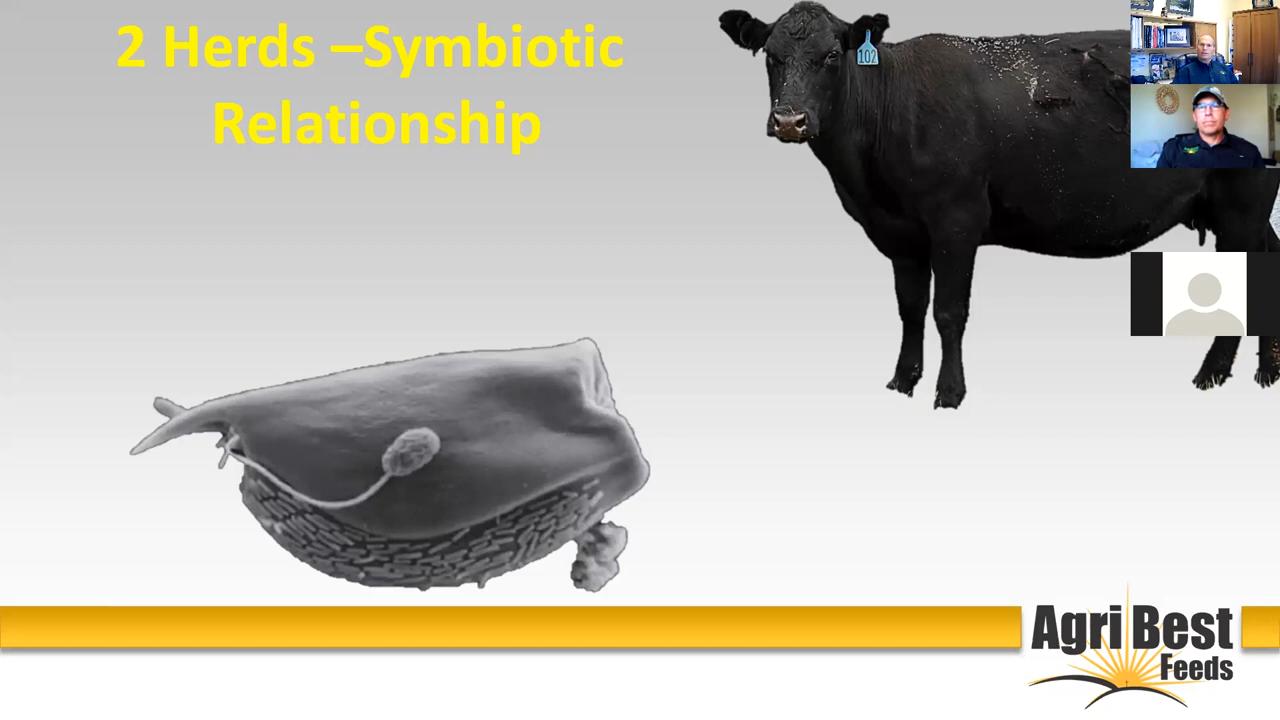 2 Herds –Symbiotic
Relationship
102
Agri Best
Feeds